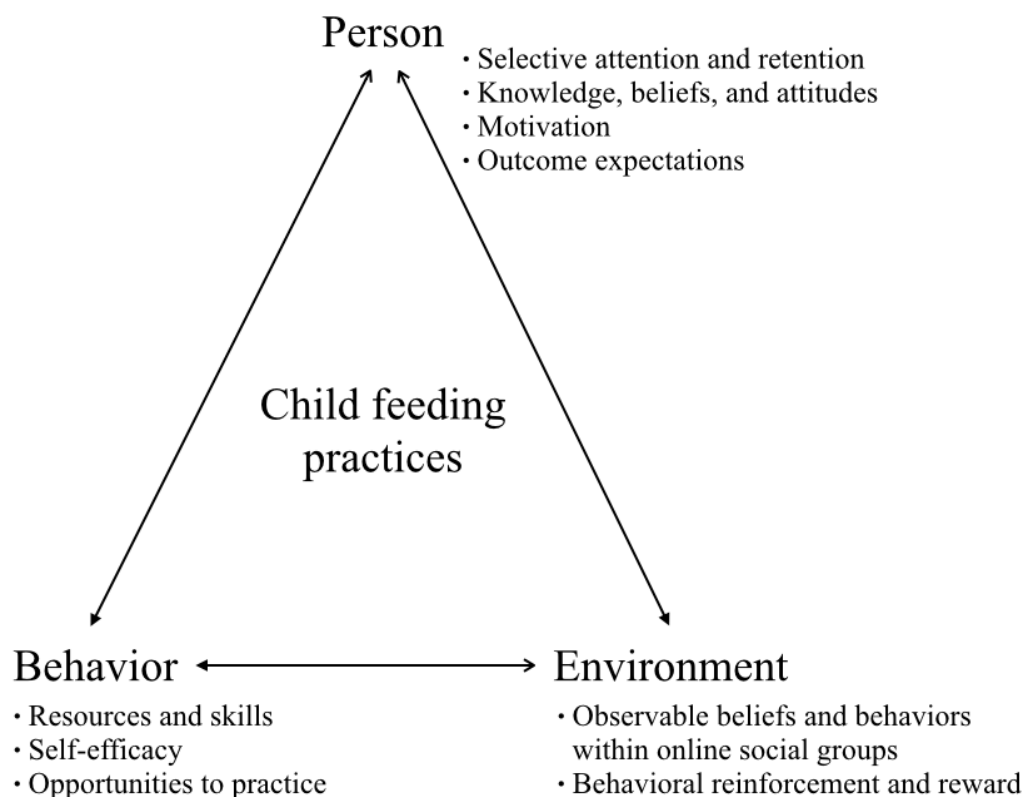 Person
· Selective attention and retention
· Knowledge, beliefs, and attitudes
· Motivation
· Outcome expectations
Child feeding
practices
Behavior
· Resources and skills
· Self-efficacy
· Opportunities to practice
Environment
· Observable beliefs and behaviors
within online social groups
· Behavioral reinforcement and reward